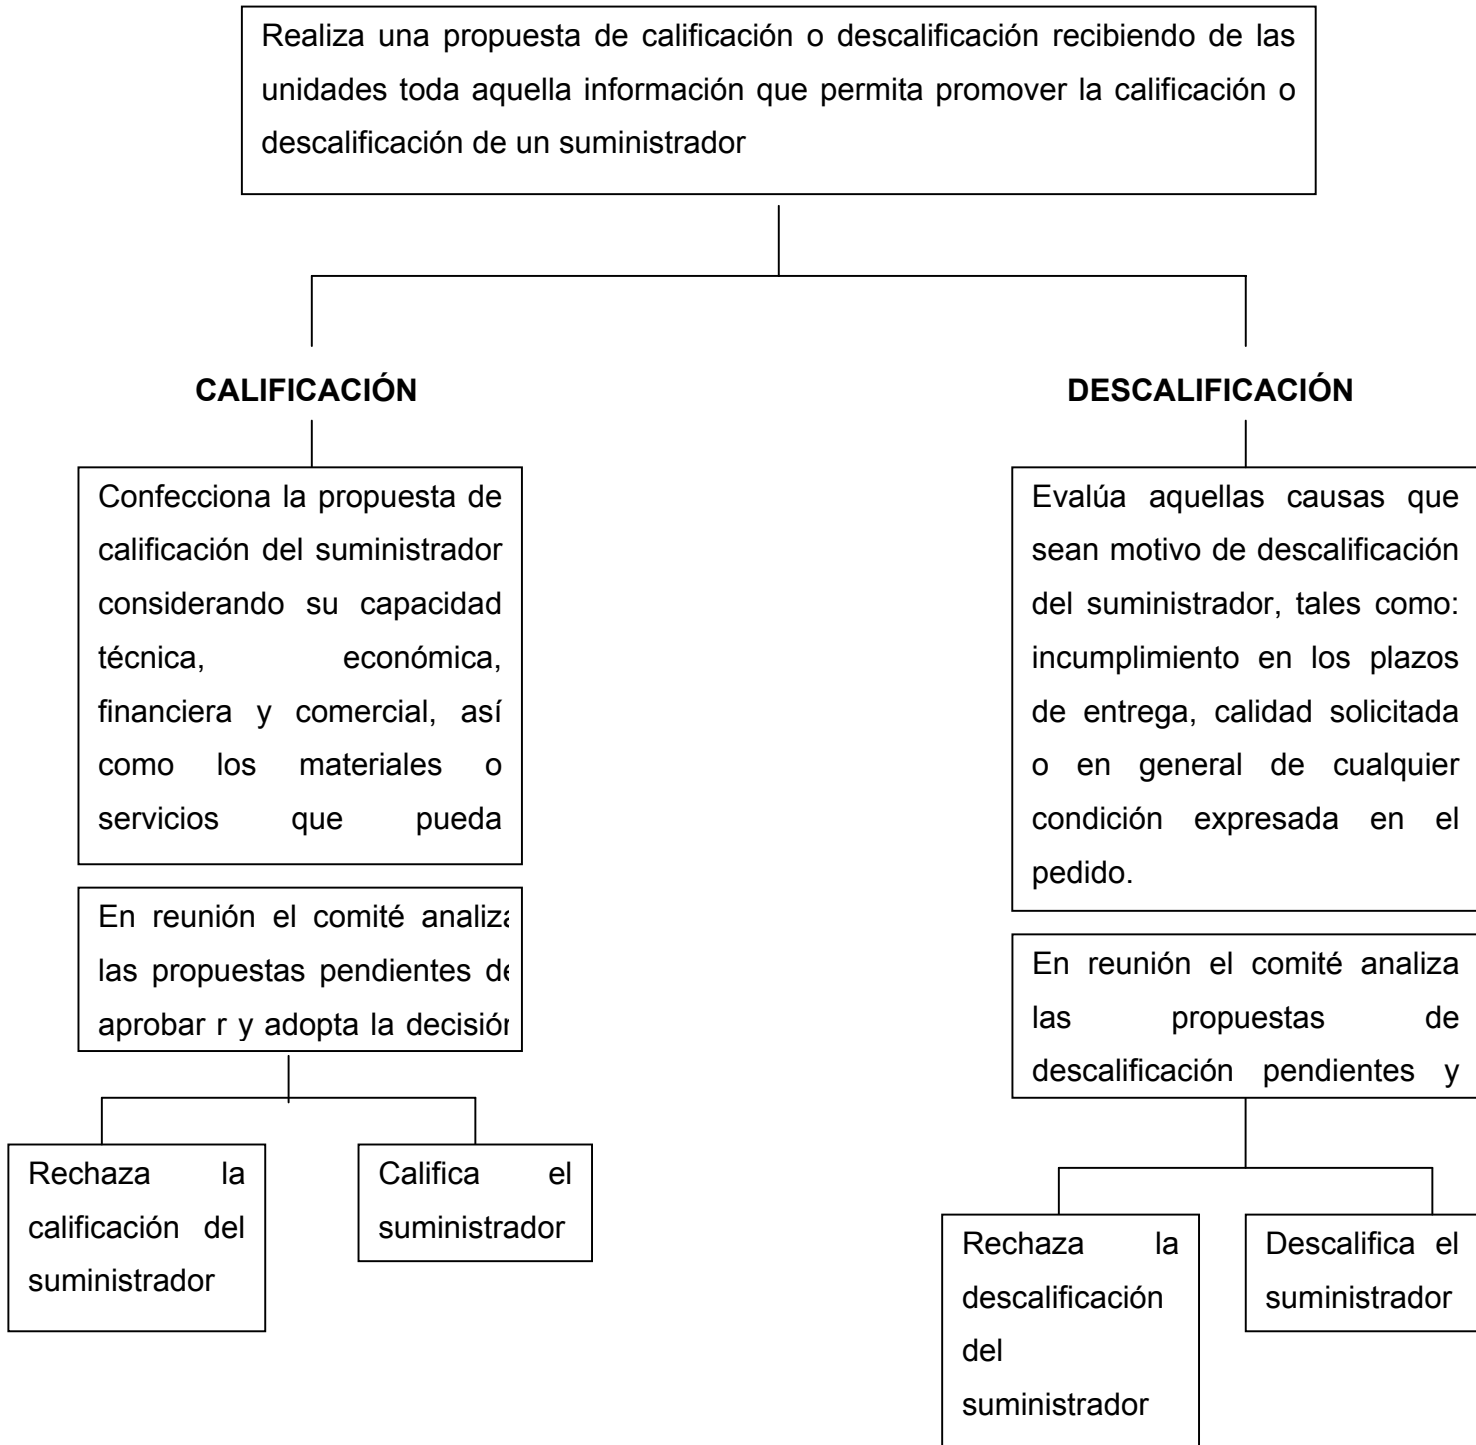 Realiza una propuesta de calificación o descalificación recibiendo de las
unidades toda aquella información que permita promover la calificación o
descalificación de un suministrador
CALIFICACIÓN
Confecciona la propuesta de
calificación del suministrador
considerando su capacidad
técnica, económica,
financiera y comercial, así
como los materiales o
servicios que pueda
En reunión el comité analiza
las propuestas pendientes de
aprobar r y adopta la decisión
Rechaza la
calificación del
suministrador
Califica el
suministrador
DESCALIFICACIÓN
Evalúa aquellas causas que
sean motivo de descalificación
del suministrador, tales como:
incumplimiento en los plazos
de entrega, calidad solicitada
o en general de cualquier
condición expresada en el
pedido.
En reunión el comité analiza
las propuestas de
descalificación pendientes y
Rechaza la
descalificación
del
suministrador
Descalifica el
suministrador